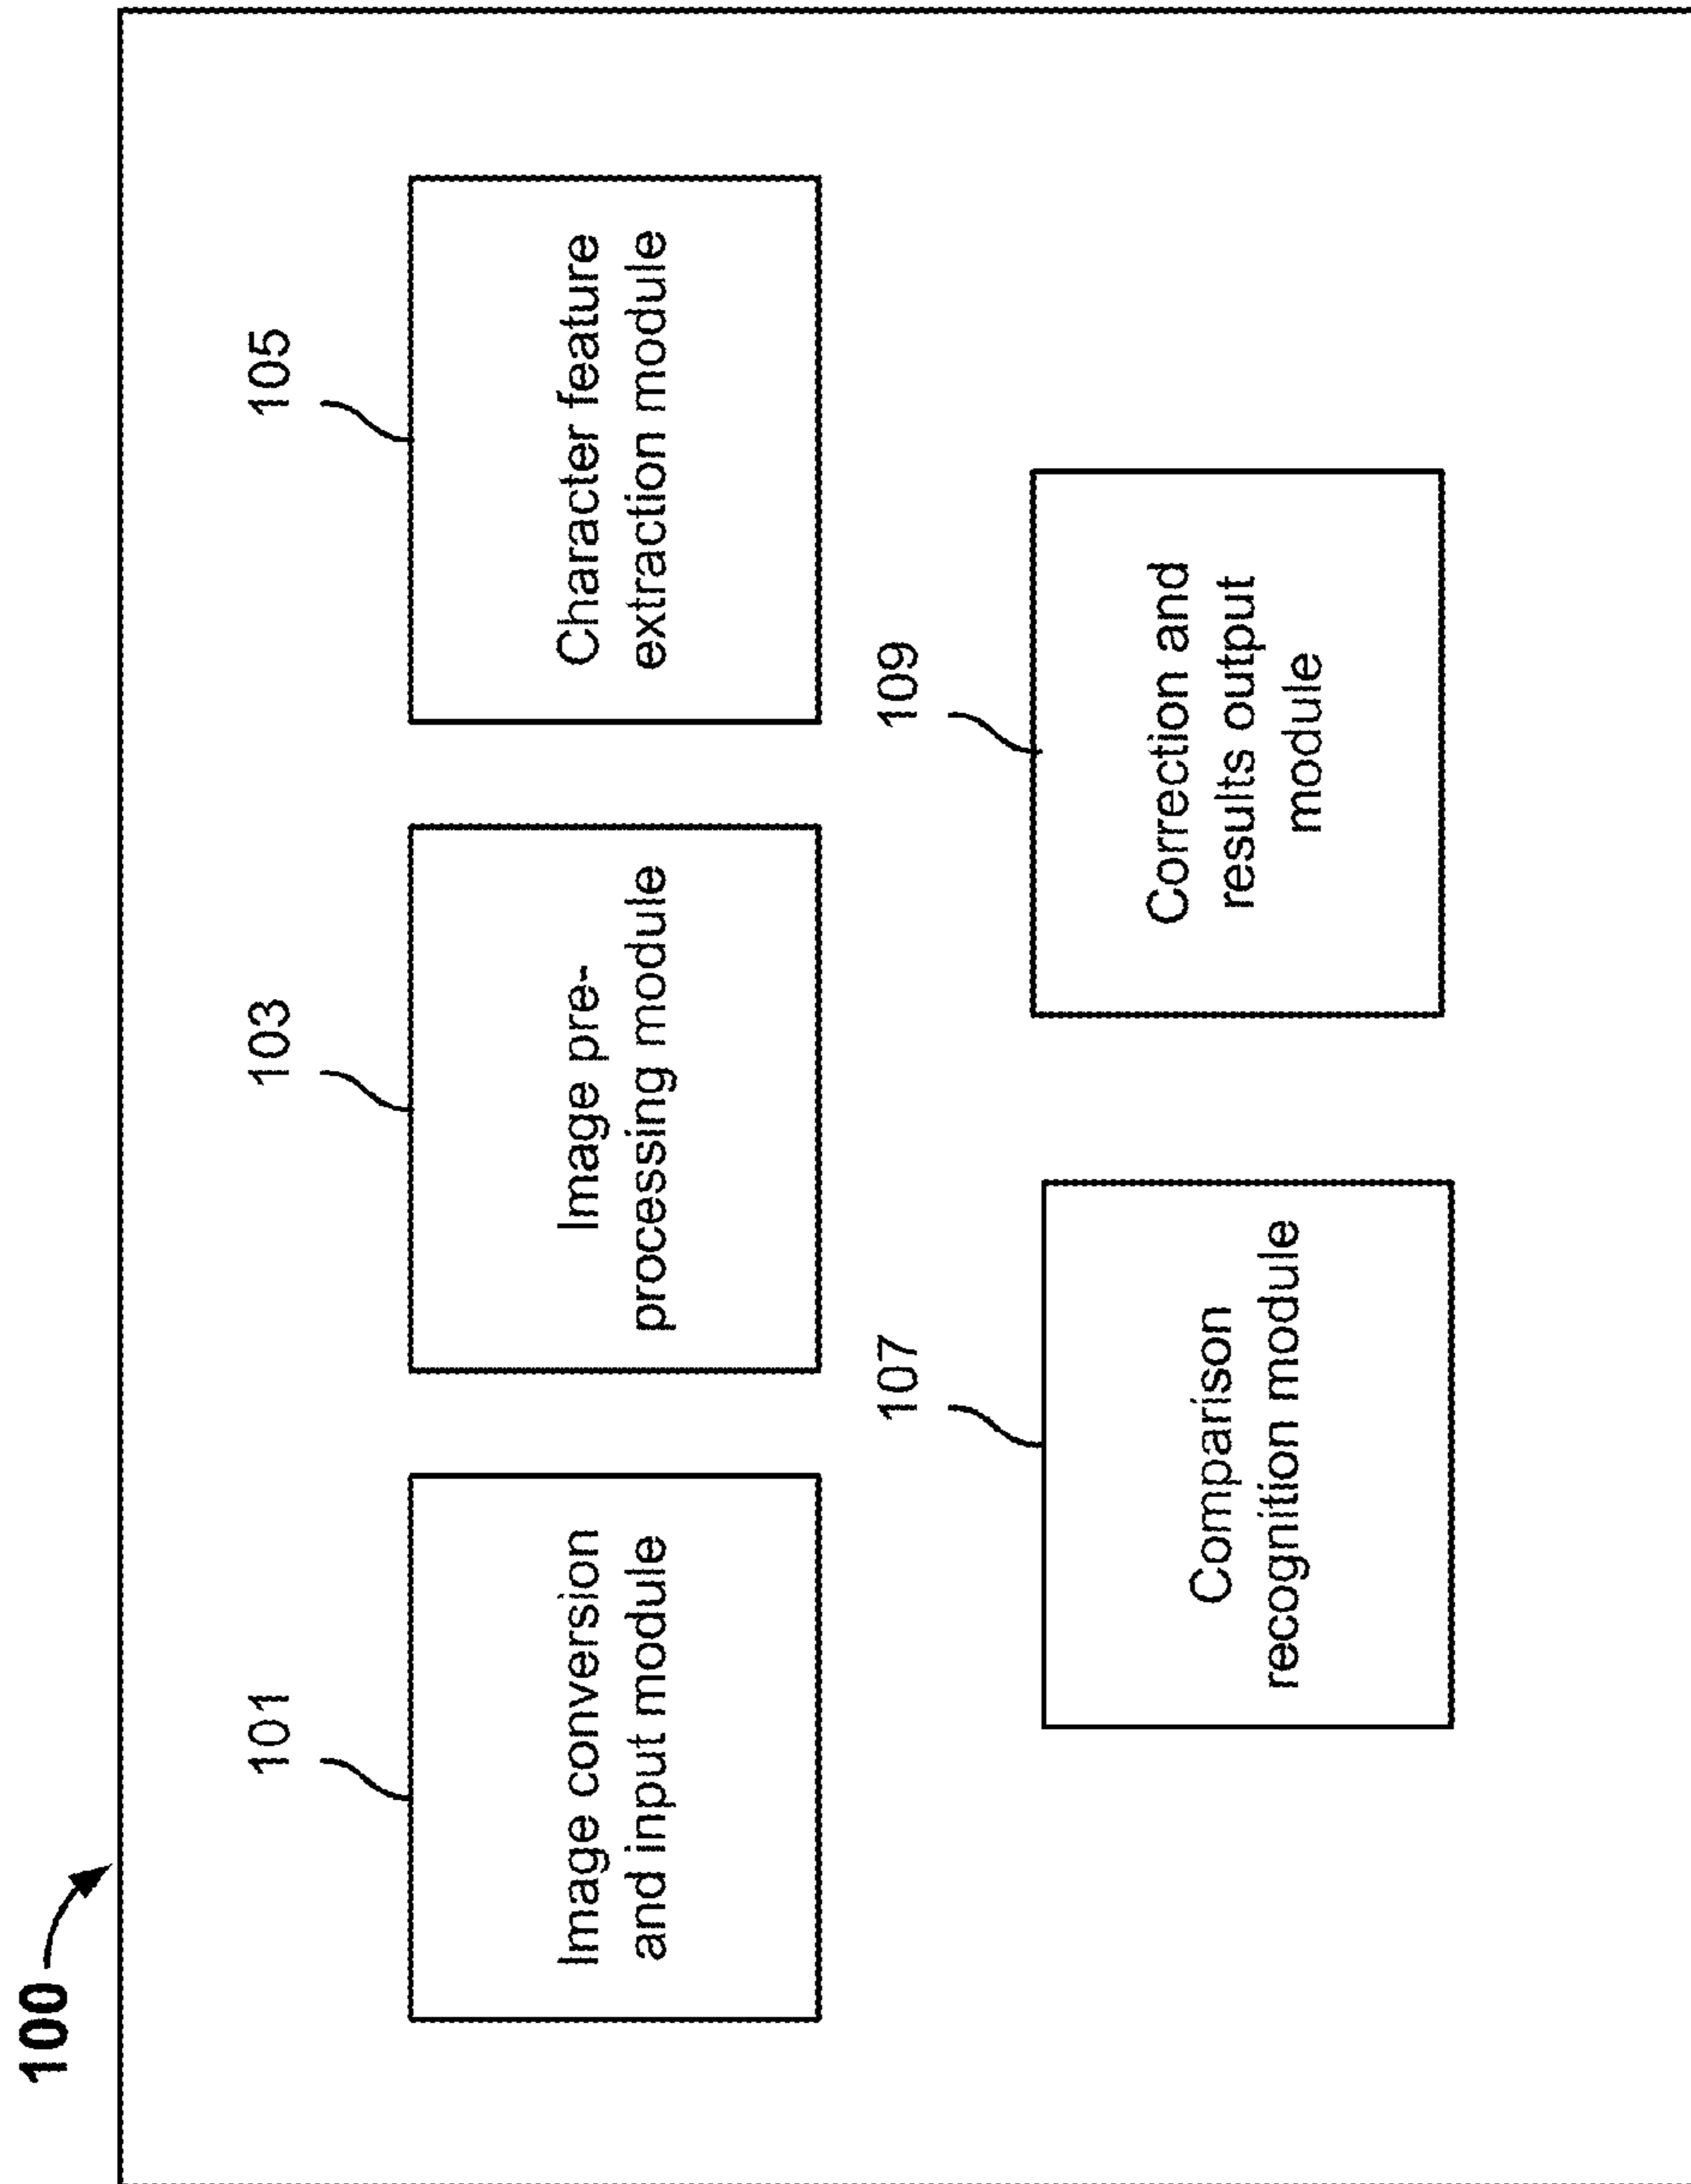 100
101
Image conversion
and input module
103
Image pre-
processing module
105
Character feature
extraction module
107
Comparison
recognition module
109
Correction and
results output
module